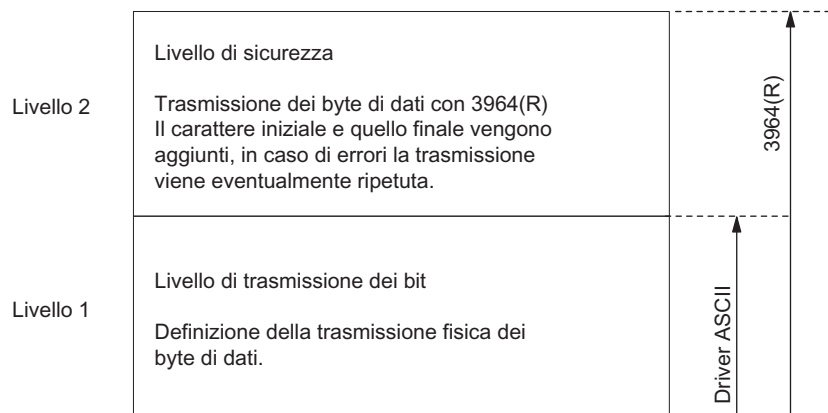 Livello 2
Livello di sicurezza
Trasmissione dei byte di dati con 3964(R)
Il carattere iniziale e quello finale vengono
aggiunti, in caso di errori la trasmissione
viene eventualmente ripetuta.
3964(R)
Livello 1
Livello di trasmissione dei bit
Definizione della trasmissione fisica dei
byte di dati.
Driver ASCII